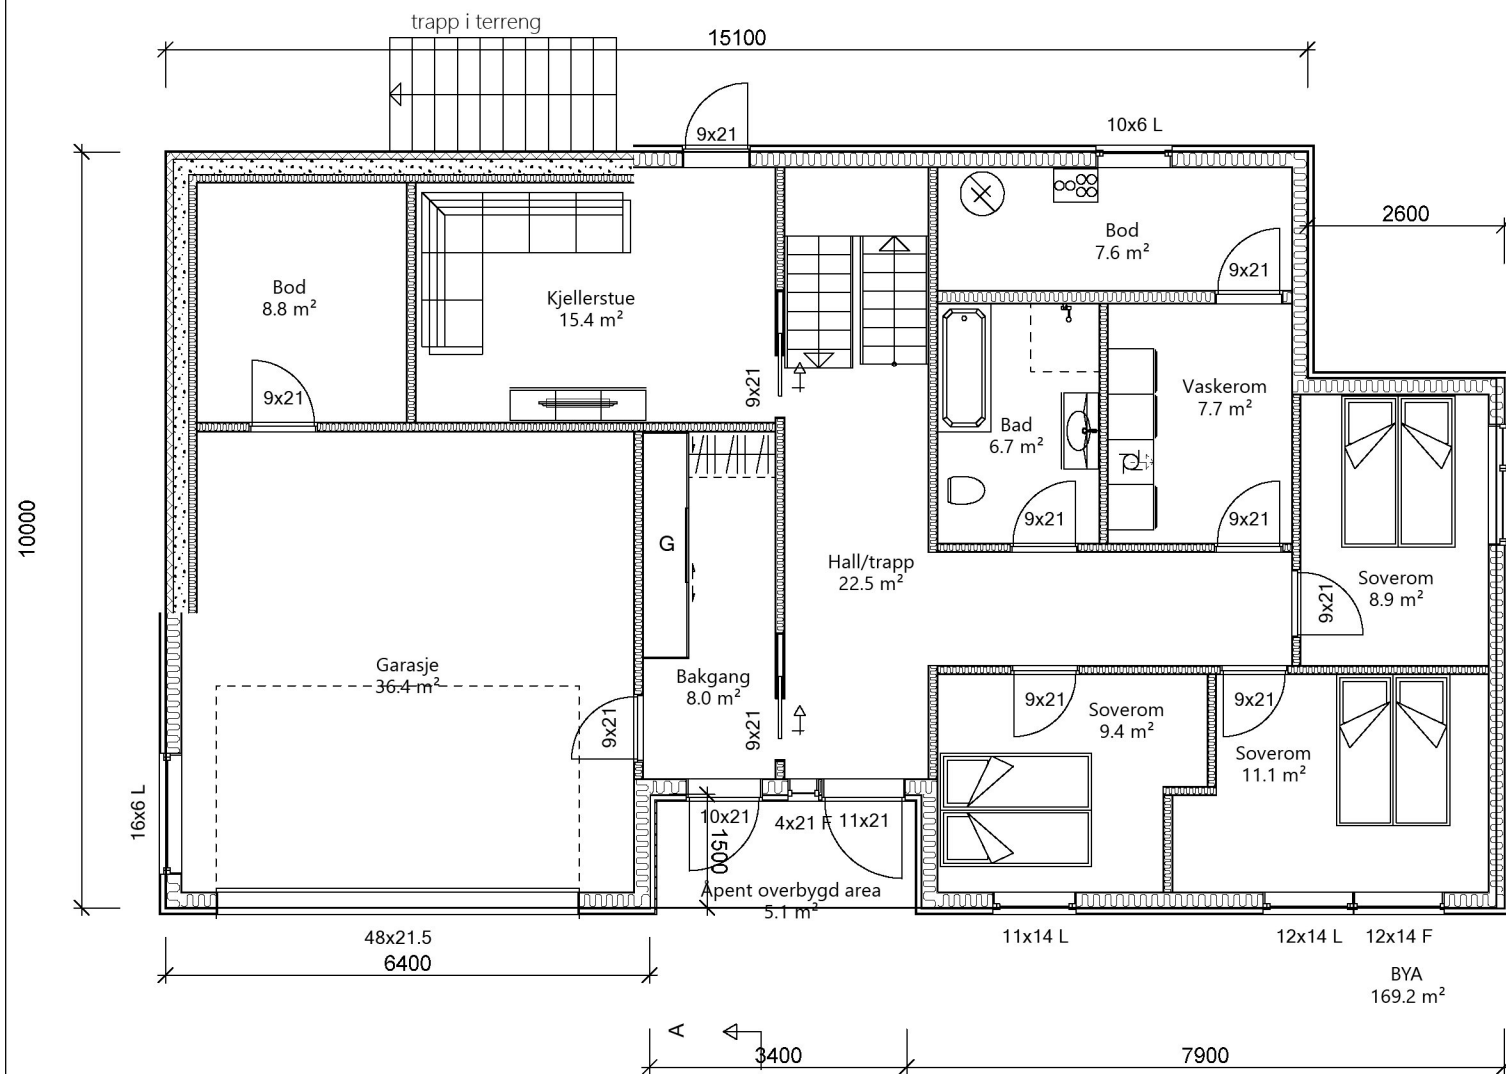 trapp i terreng
15100
9x21
10x6 L
2600
Bod
7.6 m²
9x21
Bod
8.8 m²
Kjellerstue
15.4 m²
9x21
9x21
Vaskerom
7.7 m²
Bad
6.7 m²
10000
9x21
9x21
G
Hall/trapp
22.5 m²
Soverom
8.9 m²
9x21
Garasje
36.4 m²
Bakgang
8.0 m²
9x21
9x21
9x21
Soverom
9.4 m²
9x21
Soverom
11.1 m²
16x6 L
10x21
4x21 F
11x21
1500
Åpent overbygd area
5.1 m²
48x21.5
11x14 L
12x14 L
12x14 F
6400
BYA
169.2 m²
A
3400
7900